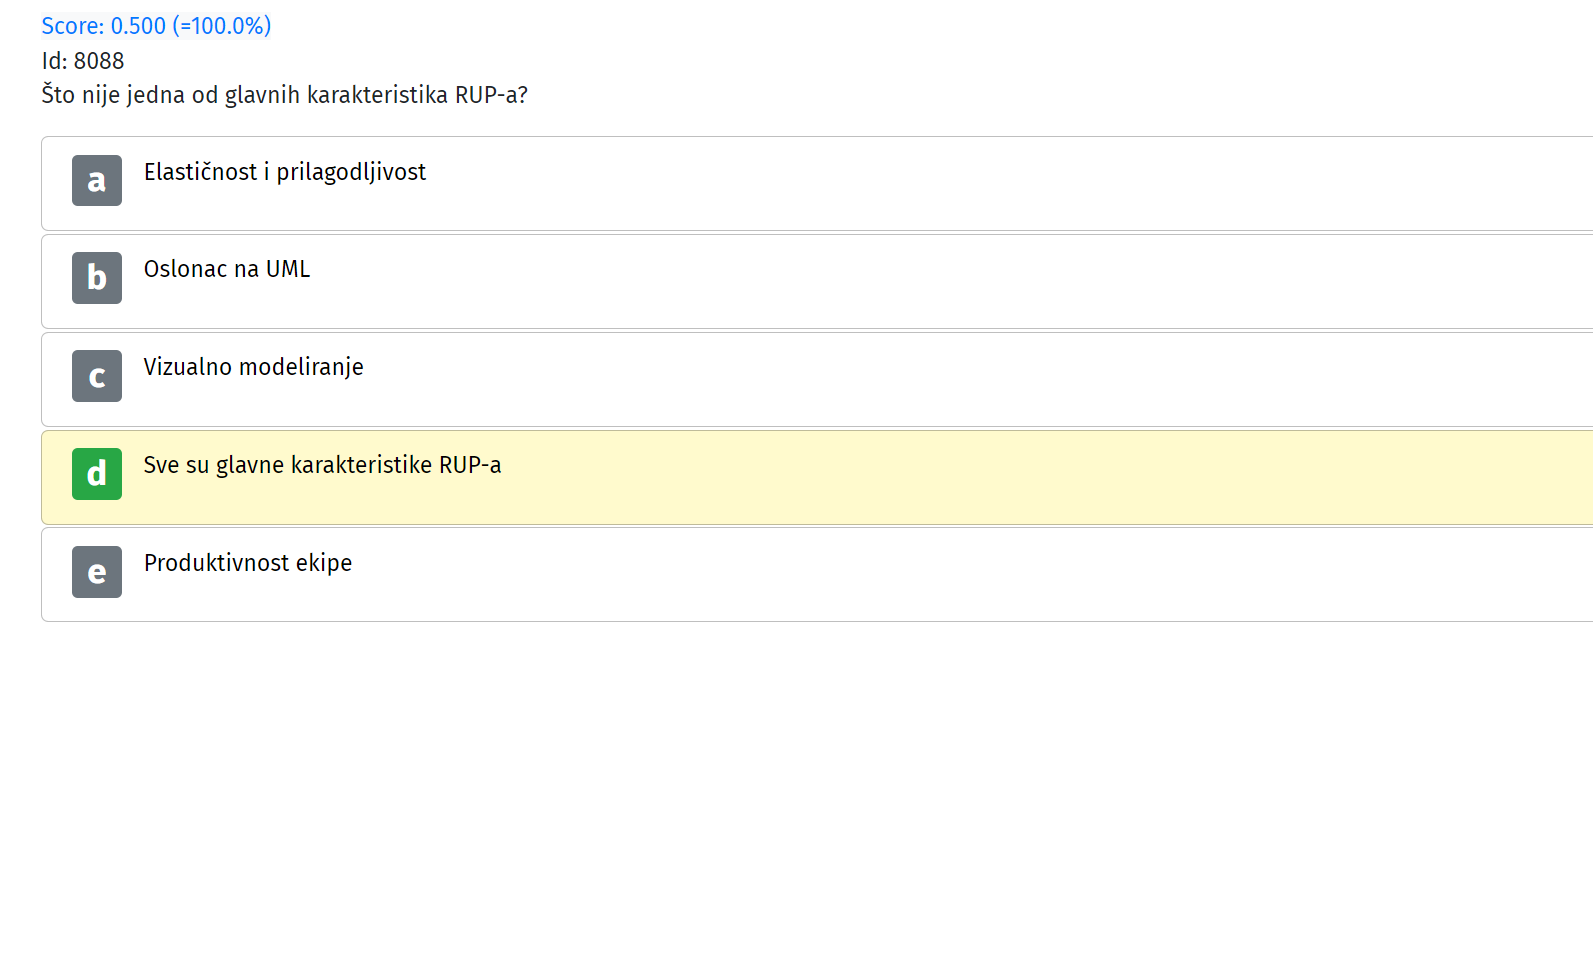 Score: 0.500 (=100.0%)
Id: 8088
Što nije jedna od glavnih karakteristika RUP-a?
a Elastičnost i prilagodljivost
b Oslonac na UML
c Vizualno modeliranje
d Sve su glavne karakteristike RUP-a
e Produktivnost ekipe